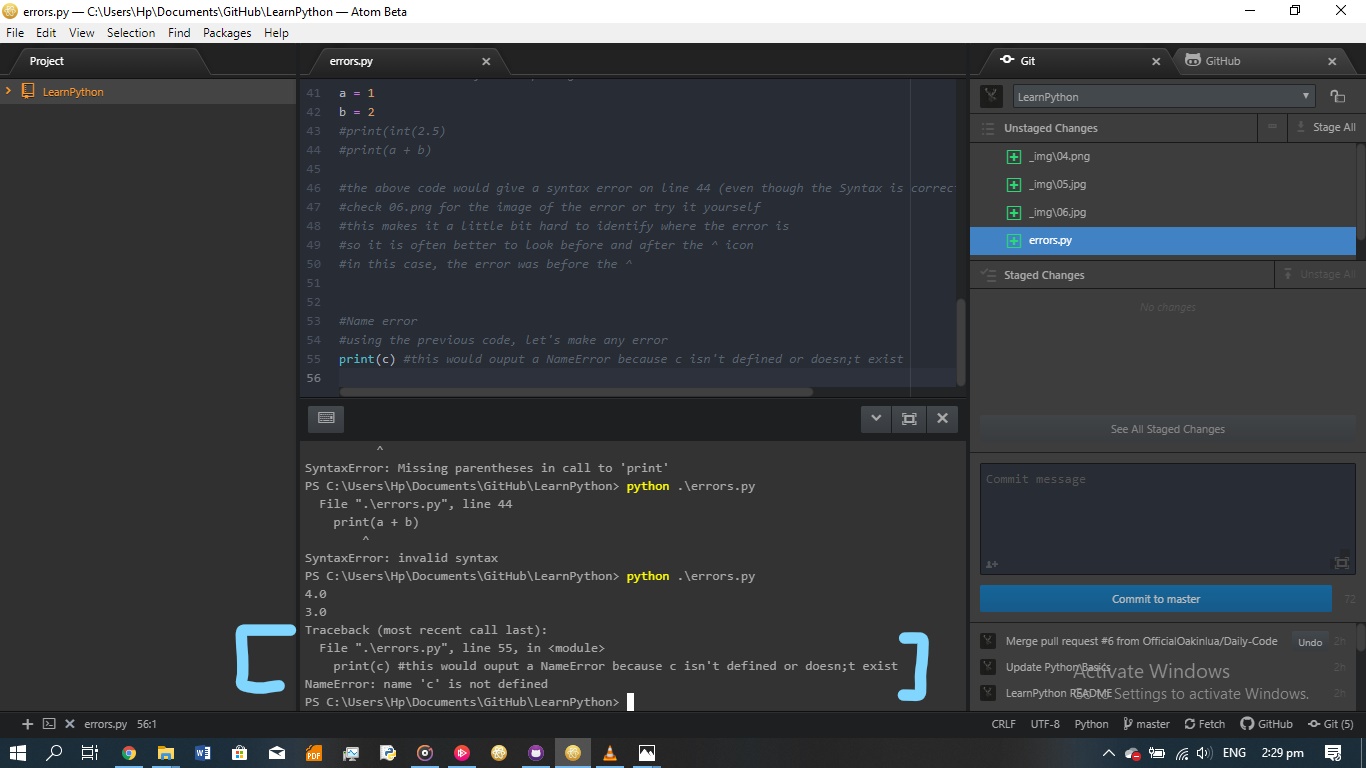 errors.py — C:\Users\Hp\Documents\GitHub\LearnPython — Atom Beta
File Edit View Selection Find Packages Help
Project
LearnPython
errors.py
41 a = 1
42 b = 2
43 #print(int(2.5)
44 #print(a + b)
45
46 #the above code would give a syntax error on line 44 (even though the Syntax is correc
47 #check 06.png for the image of the error or try it yourself
48 #this makes it a little bit hard to identify where the error is
49 #so it is often better to look before and after the ^ icon
50 #in this case, the error was before the ^
51
52
53 #Name error
54 #using the previous code, let's make any error
55 print(c) #this would ouput a NameError because c isn't defined or doesn;t exist
56
^
SyntaxError: Missing parentheses in call to 'print'
PS C:\Users\Hp\Documents\GitHub\LearnPython> python .\errors.py
File ".\errors.py", line 44
print(a + b)
^
SyntaxError: invalid syntax
PS C:\Users\Hp\Documents\GitHub\LearnPython> python .\errors.py
4.0
3.0
Traceback (most recent call last):
File ".\errors.py", line 55, in <module>
print(c) #this would ouput a NameError because c isn't defined or doesn;t exist
NameError: name 'c' is not defined
PS C:\Users\Hp\Documents\GitHub\LearnPython>
Git GitHub
LearnPython
Unstaged Changes Stage All
_img\04.png
_img\05.jpg
_img\06.jpg
errors.py
Staged Changes Unstage All
No changes
See All Staged Changes
Commit message
Commit to master 72
Merge pull request #6 from OfficialOakinlua/Daily-Code Undo 2h
Update Python Basics 2h
LearnPython README 2h
Activate Windows
Go to Settings to activate Windows.
errors.py 56:1 CRLF UTF-8 Python master Fetch GitHub Git (5)
ENG 2:29 pm